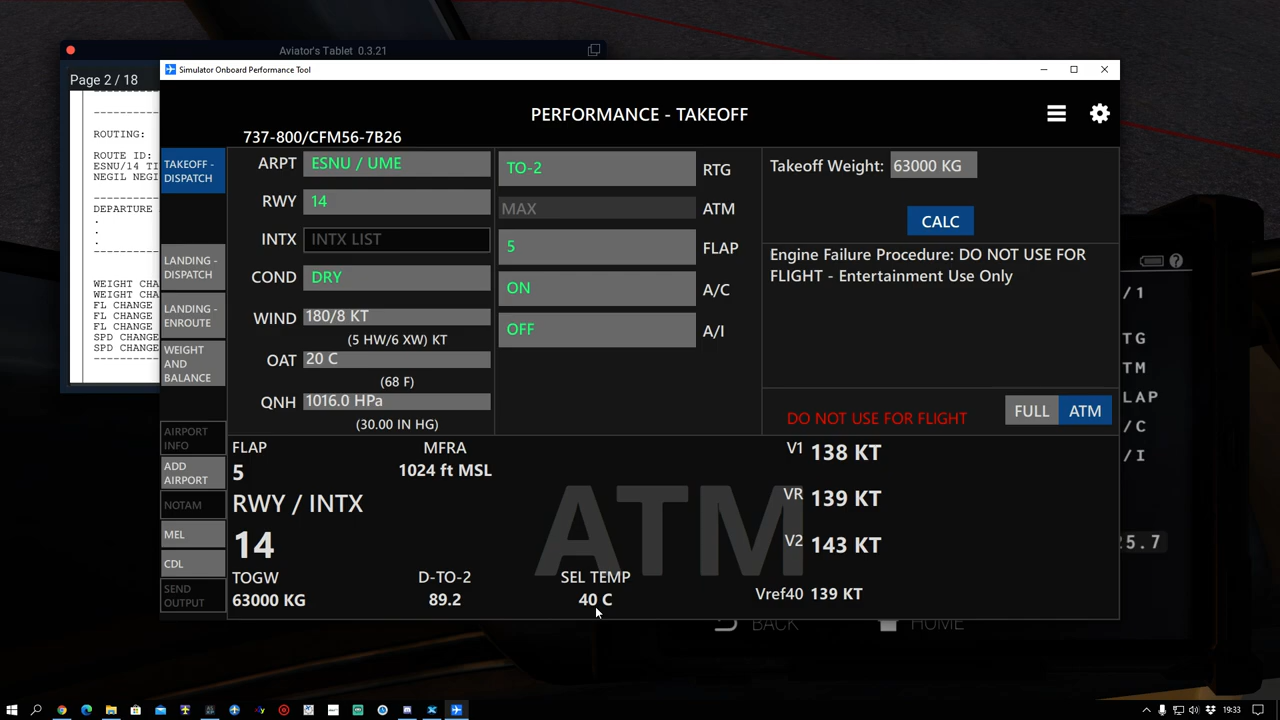 Aviator's Tablet 0.3.21
Page 2 / 18
ROUTING:
ROUTE ID:
ESNU/14 TI
NEGIL NEGI
DEPARTURE
.
.
.
WEIGHT CHA
WEIGHT CHA
FL CHANGE
FL CHANGE
FL CHANGE
SPD CHANGE
SPD CHANGE
Simulator Onboard Performance Tool
PERFORMANCE - TAKEOFF
737-800/CFM56-7B26
TAKEOFF - DISPATCH
LANDING - DISPATCH
LANDING - ENROUTE
WEIGHT AND BALANCE
AIRPORT INFO
ADD AIRPORT
NOTAM
MEL
CDL
SEND OUTPUT
ARPT ESNU / UME
RWY 14
INTX INTX LIST
COND DRY
WIND 180/8 KT
(5 HW/6 XW) KT
OAT 20 C
(68 F)
QNH 1016.0 HPa
(30.00 IN HG)
TO-2 RTG
MAX ATM
5 FLAP
ON A/C
OFF A/I
Takeoff Weight: 63000 KG
CALC
Engine Failure Procedure: DO NOT USE FOR
FLIGHT - Entertainment Use Only
DO NOT USE FOR FLIGHT
FULL ATM
FLAP
5
MFRA
1024 ft MSL
RWY / INTX
14
TOGW
63000 KG
D-TO-2
89.2
SEL TEMP
40 C
ATM
V1 138 KT
VR 139 KT
V2 143 KT
Vref40 139 KT
?
/1
TG
TM
LAP
/C
/I
25.7
BACK
HOME
19:33